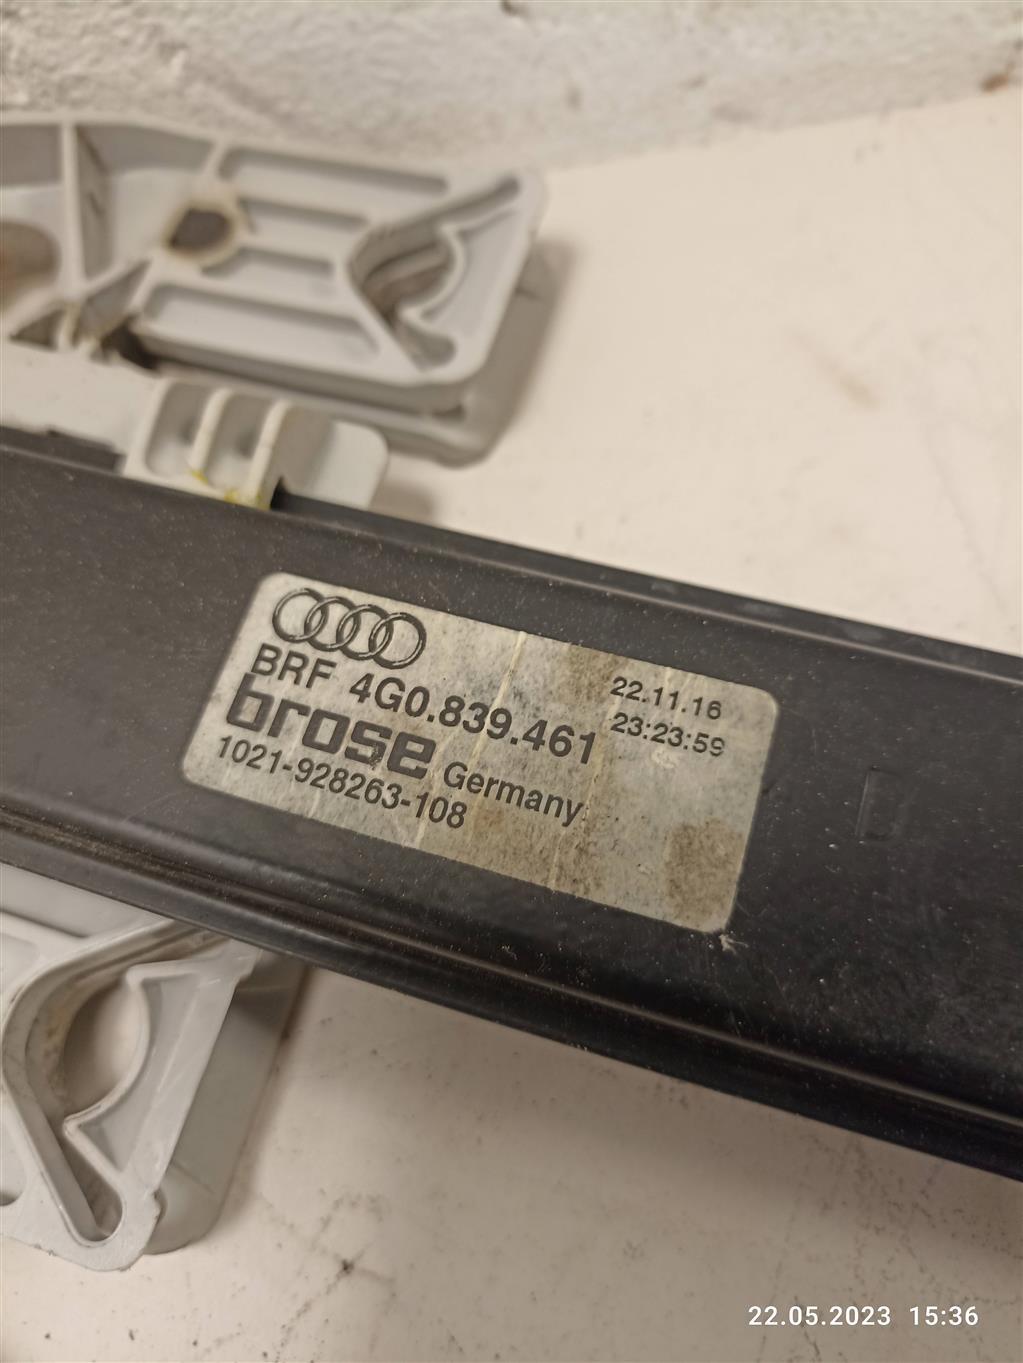 BRF 4G0.839.461
22.11.16
23:23:59
brose Germany
1021-928263-108
22.05.2023 15:36